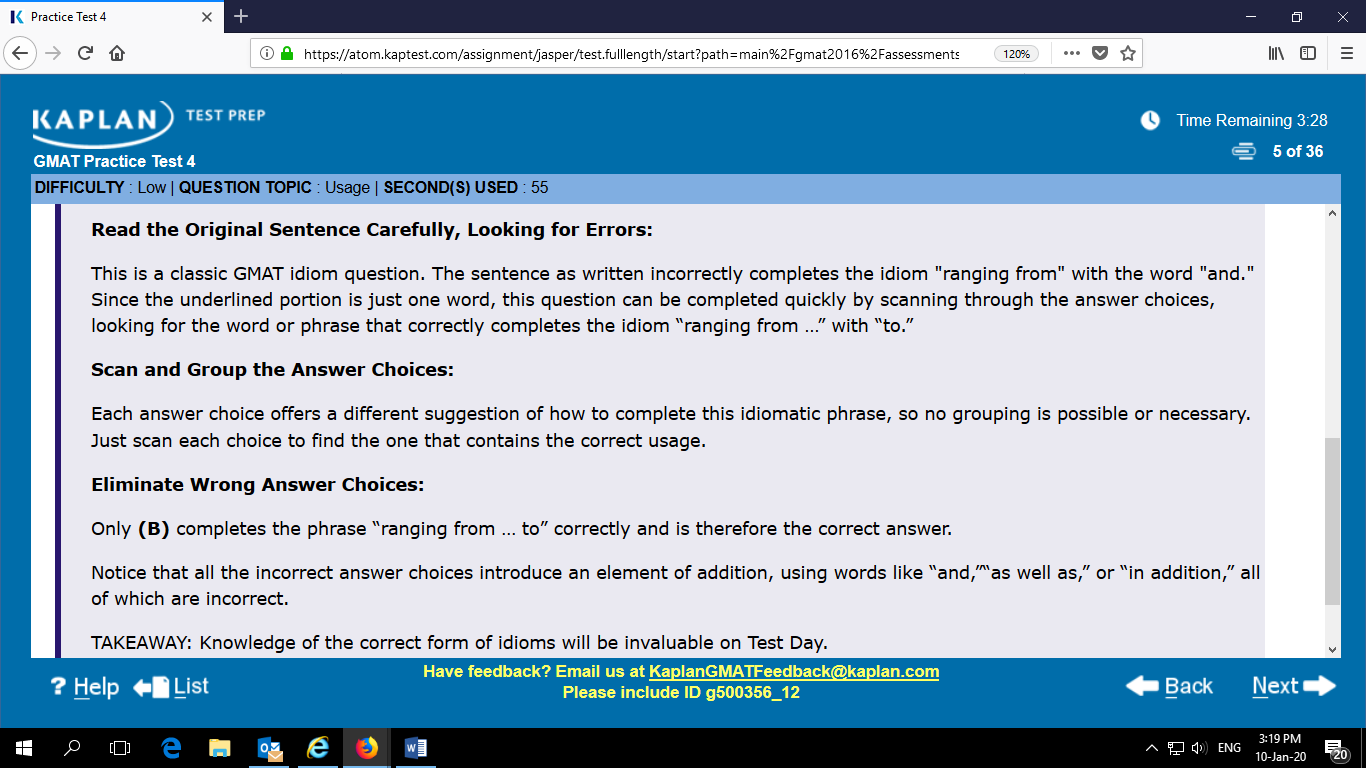 Practice Test 4
https://atom.kaptest.com/assignment/jasper/test.fulllength/start?path=main%2Fgmat2016%2Fassessments
120%
KAPLAN TEST PREP
Time Remaining 3:28
5 of 36
GMAT Practice Test 4
DIFFICULTY : Low | QUESTION TOPIC : Usage | SECOND(S) USED : 55
Read the Original Sentence Carefully, Looking for Errors:
This is a classic GMAT idiom question. The sentence as written incorrectly completes the idiom "ranging from" with the word "and."
Since the underlined portion is just one word, this question can be completed quickly by scanning through the answer choices,
looking for the word or phrase that correctly completes the idiom “ranging from …” with “to.”
Scan and Group the Answer Choices:
Each answer choice offers a different suggestion of how to complete this idiomatic phrase, so no grouping is possible or necessary.
Just scan each choice to find the one that contains the correct usage.
Eliminate Wrong Answer Choices:
Only (B) completes the phrase “ranging from … to” correctly and is therefore the correct answer.
Notice that all the incorrect answer choices introduce an element of addition, using words like “and,”“as well as,” or “in addition,” all
of which are incorrect.
TAKEAWAY: Knowledge of the correct form of idioms will be invaluable on Test Day.
Have feedback? Email us at KaplanGMATFeedback@kaplan.com
Please include ID g500356_12
? Help
List
Back
Next
ENG
3:19 PM
10-Jan-20
20